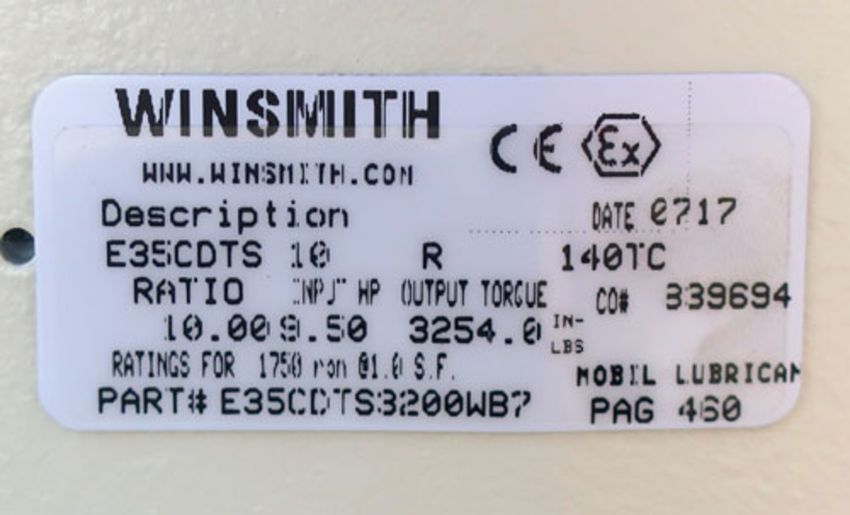 WINSMITH
CE Ex
WWW.WINSMITH.COM
Description DATE 0717
E35CDTS 10 R 140TC
RATIO INPUT HP OUTPUT TORQUE CO# 339694
10.00 9.50 3254.0 IN-LBS
RATINGS FOR 1750 rpm @1.0 S.F.
MOBIL LUBRICAN
PART# E35CDTS3200WB7 PAG 460